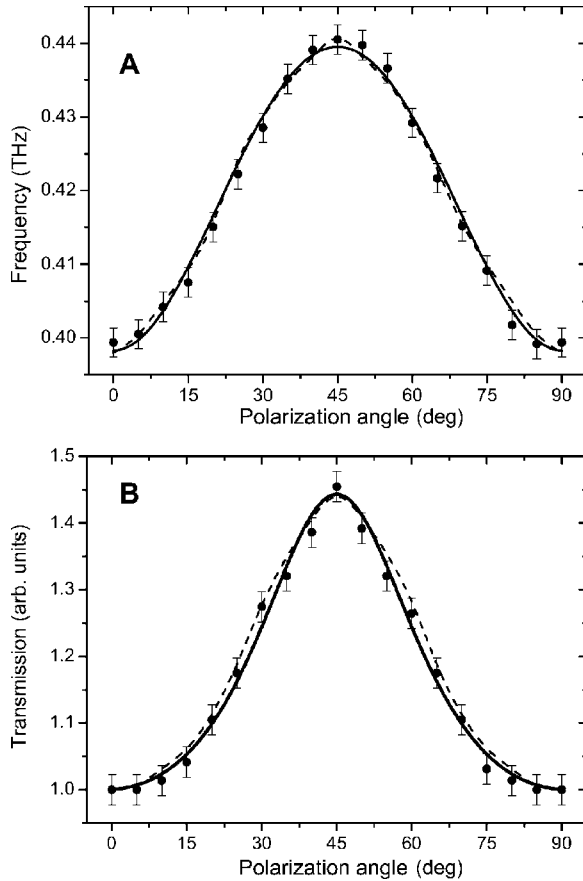 A
Frequency (THz)
0.44
0.43
0.42
0.41
0.40
0 15 30 45 60 75 90
Polarization angle (deg)
B
Transmission (arb. units)
1.5
1.4
1.3
1.2
1.1
1.0
0 15 30 45 60 75 90
Polarization angle (deg)